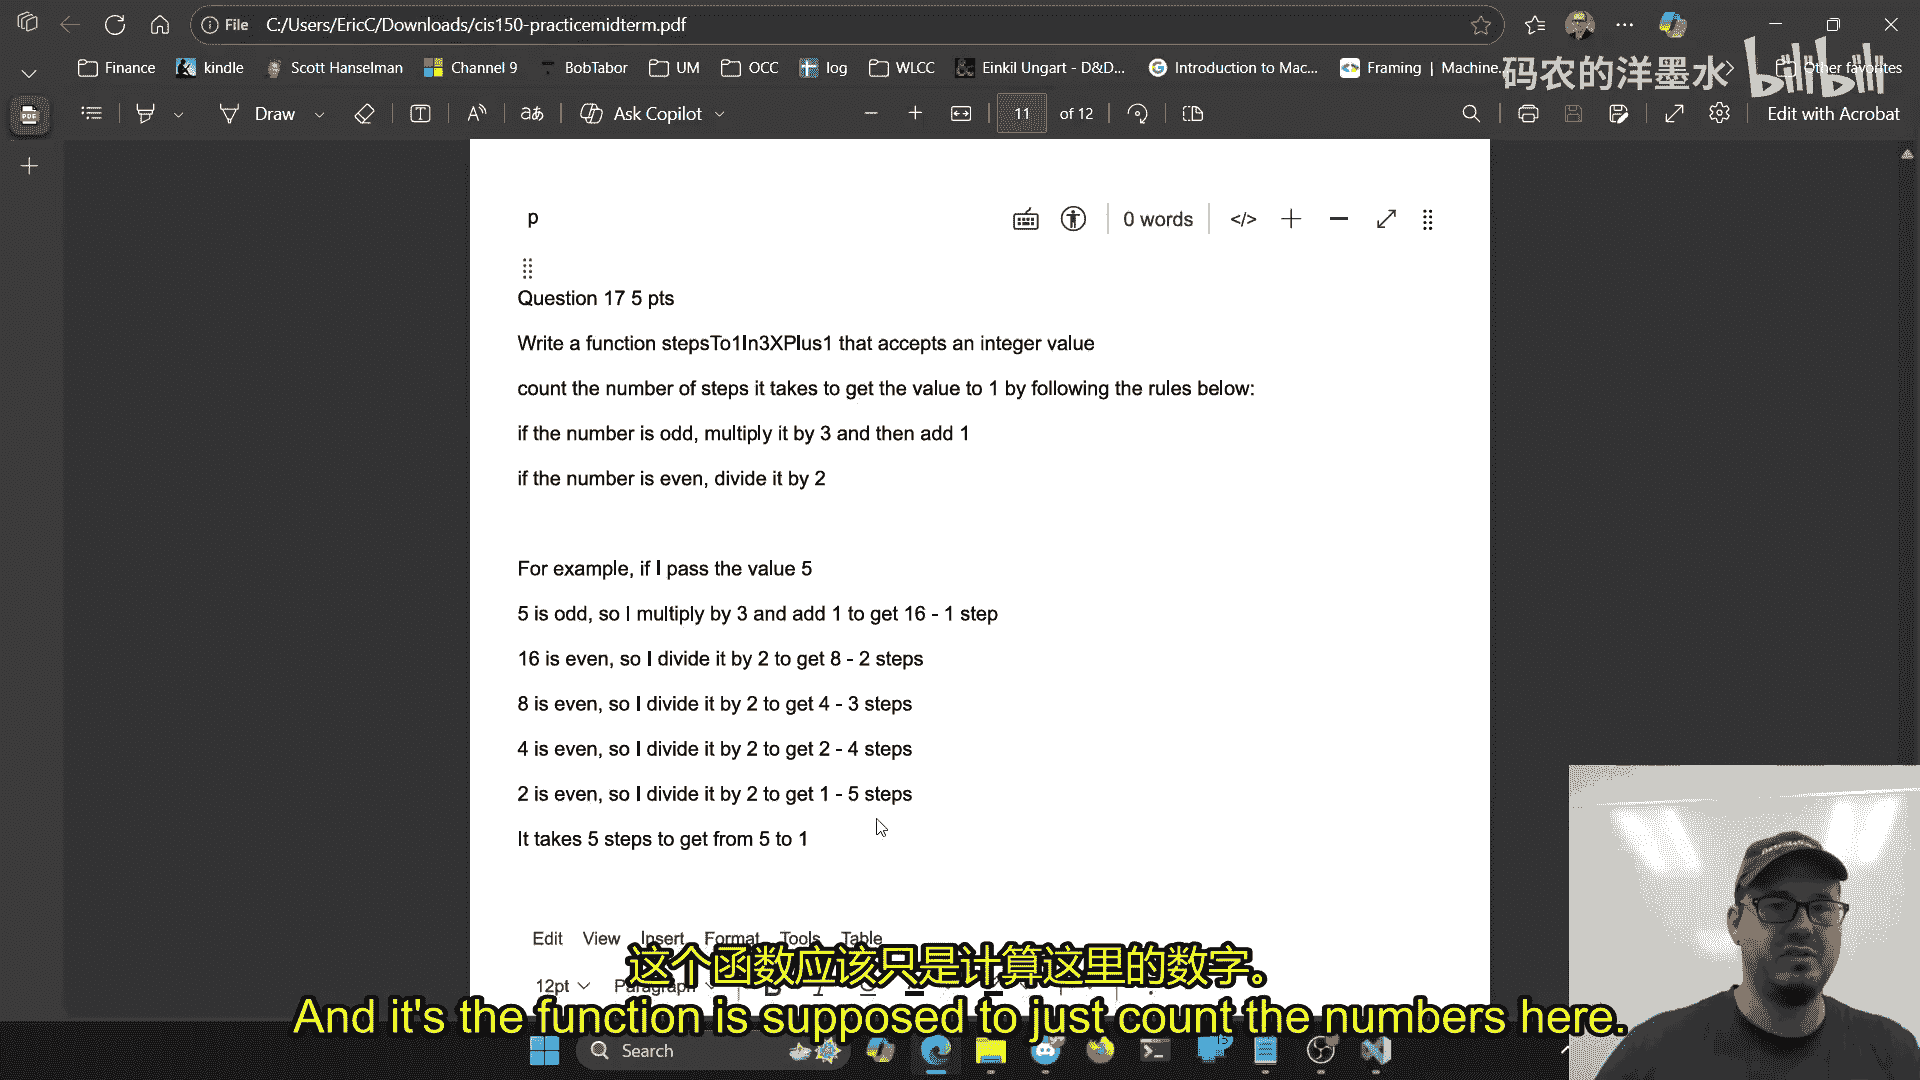 File C:/Users/EricC/Downloads/cis150-practicemidterm.pdf
Finance kindle Scott Hanselman Channel 9 BobTabor UM OCC log WLCC Einkil Ungart - D&D... Introduction to Mac... Framing | Machine... Other favorites
码农的洋墨水 bilibili
Draw aあ Ask Copilot 11 of 12 Edit with Acrobat
p 0 words </>
Question 17 5 pts
Write a function stepsTo1In3XPlus1 that accepts an integer value
count the number of steps it takes to get the value to 1 by following the rules below:
if the number is odd, multiply it by 3 and then add 1
if the number is even, divide it by 2
For example, if I pass the value 5
5 is odd, so I multiply by 3 and add 1 to get 16 - 1 step
16 is even, so I divide it by 2 to get 8 - 2 steps
8 is even, so I divide it by 2 to get 4 - 3 steps
4 is even, so I divide it by 2 to get 2 - 4 steps
2 is even, so I divide it by 2 to get 1 - 5 steps
It takes 5 steps to get from 5 to 1
Edit View Insert Format Tools Table
这个函数应该只是计算这里的数字。
12pt Paragraph
And it's the function is supposed to just count the numbers here.
Search